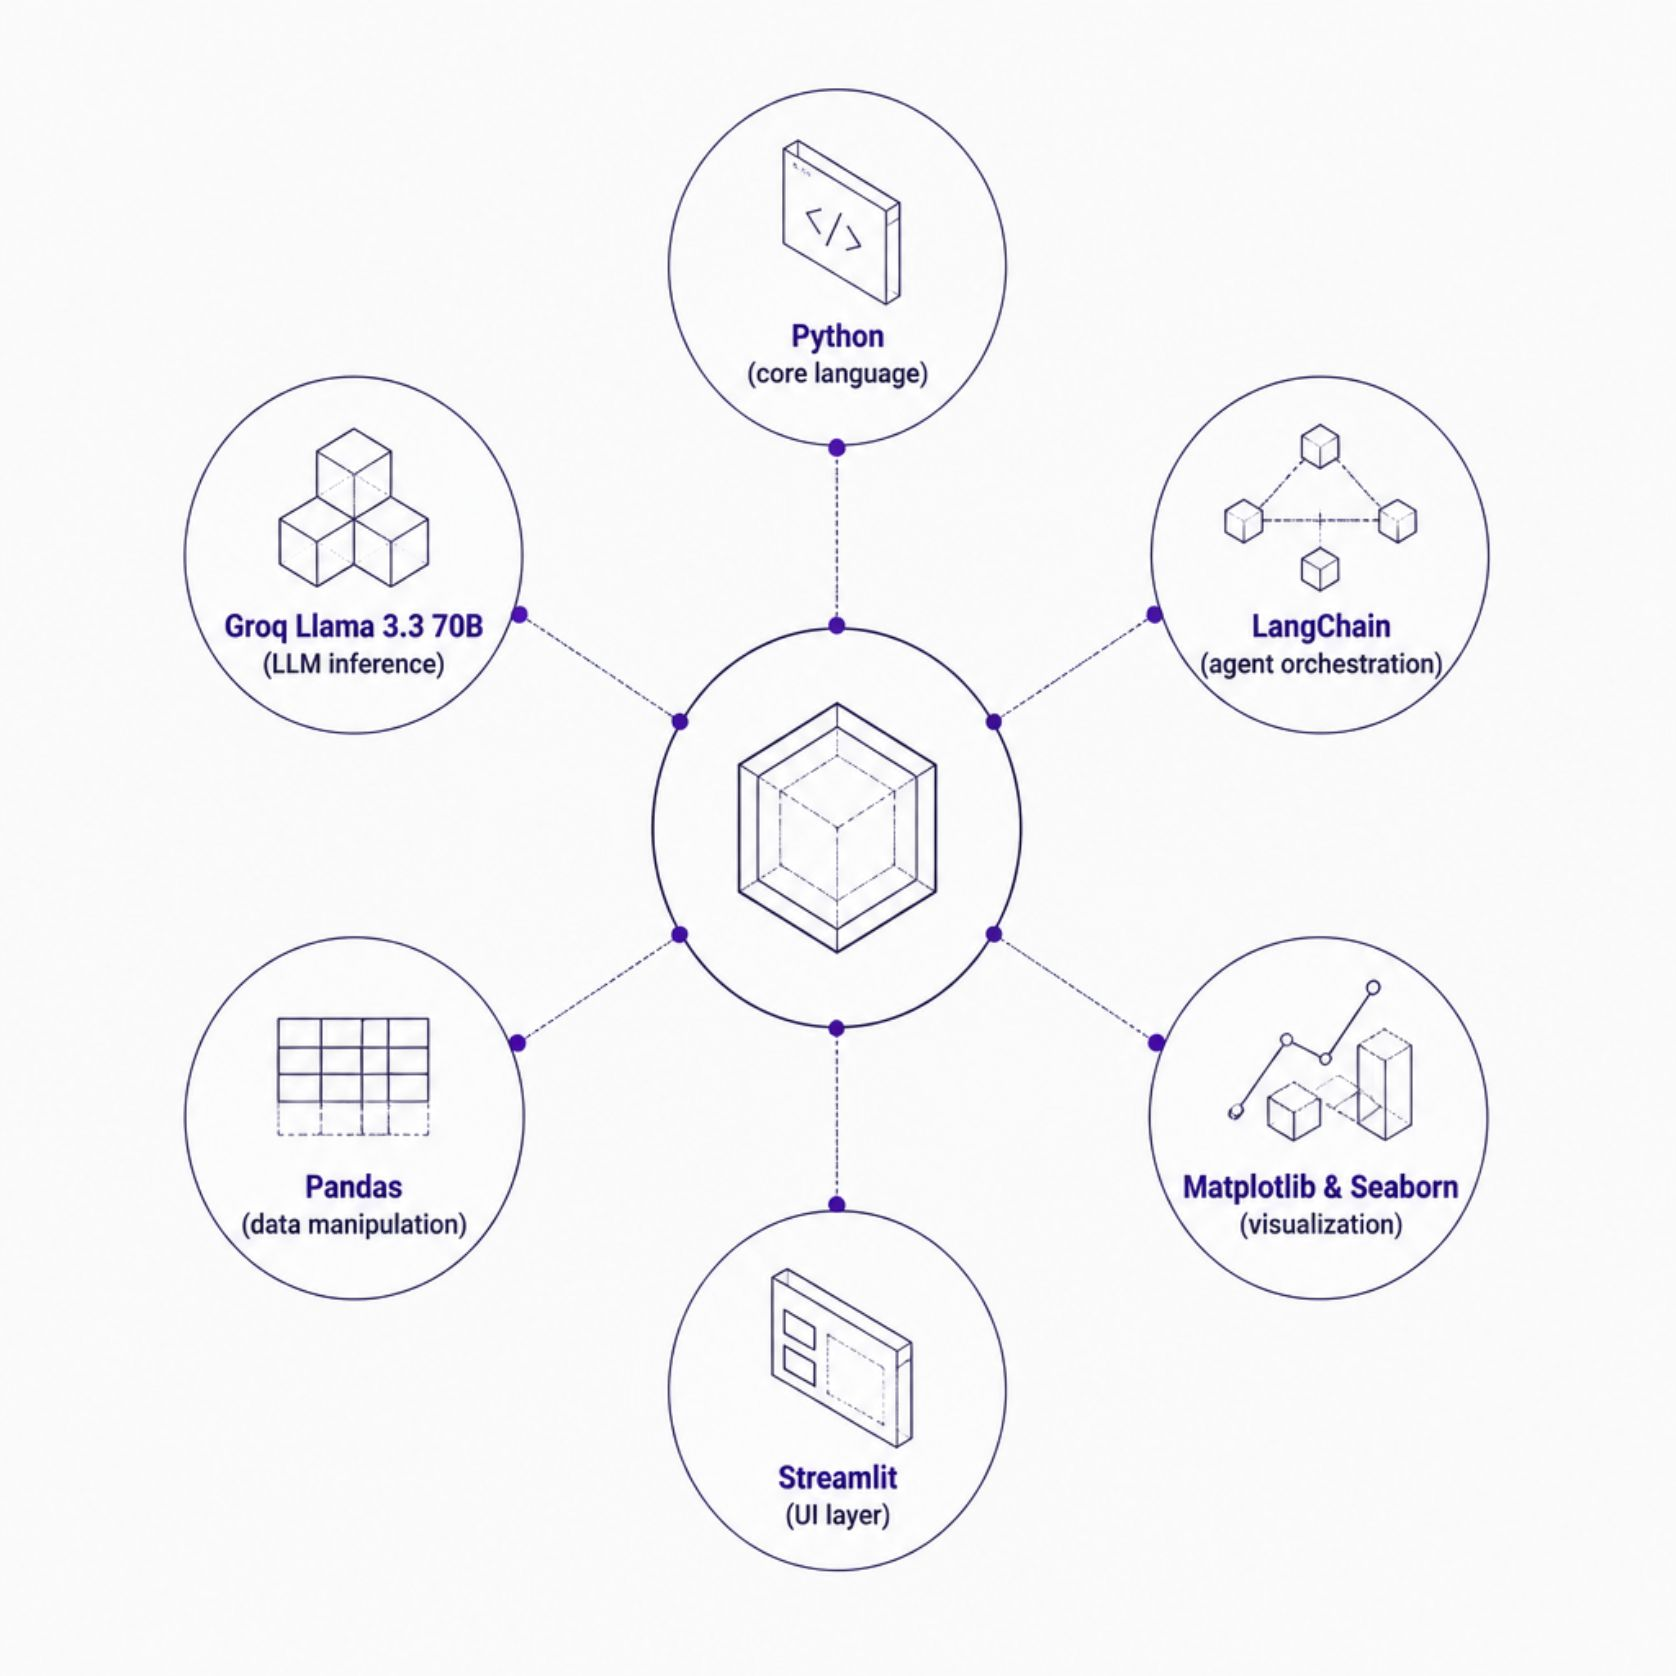 Python
(core language)
Groq Llama 3.3 70B
(LLM inference)
LangChain
(agent orchestration)
Pandas
(data manipulation)
Matplotlib & Seaborn
(visualization)
Streamlit
(UI layer)